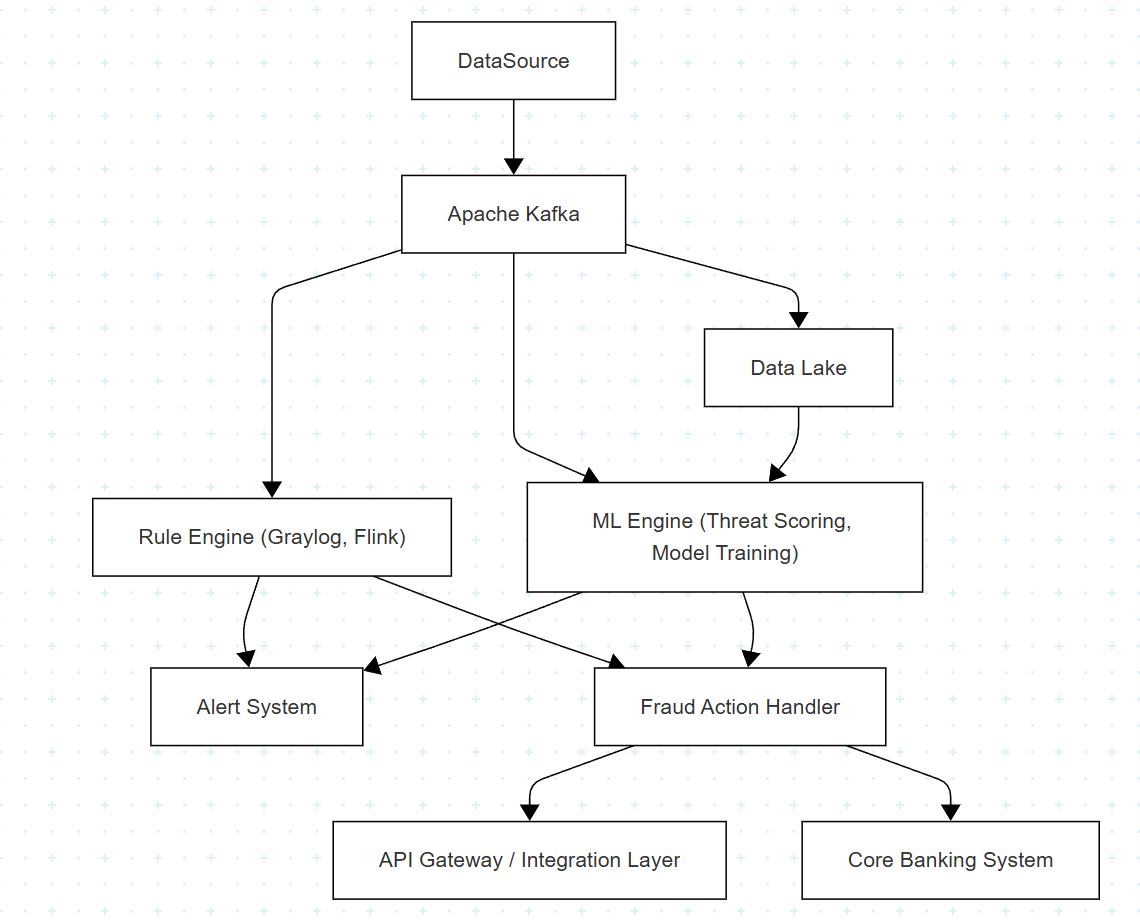 DataSource
Apache Kafka
Data Lake
Rule Engine (Graylog, Flink)
ML Engine (Threat Scoring,
Model Training)
Alert System
Fraud Action Handler
API Gateway / Integration Layer
Core Banking System